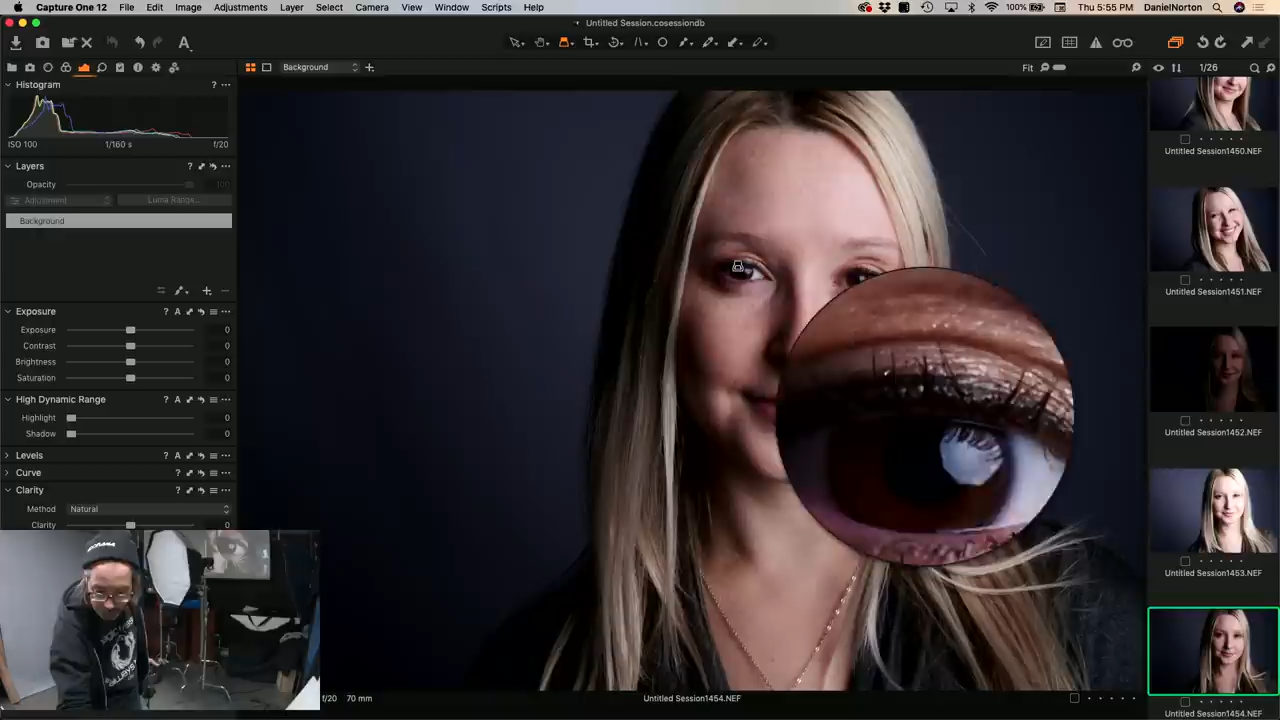 Capture One 12 File Edit Image Adjustments Layer Select Camera View Window Scripts Help 100% Thu 5:55 PM DanielNorton
Untitled Session.cosessiondb
Background Fit 1/26
Histogram ? ...
ISO 100 1/160 s f/20
Layers ? ...
Opacity 100
Adjustment Luma Range...
Background
Exposure A ?
Exposure 0
Contrast 0
Brightness 0
Saturation 0
High Dynamic Range ? A
Highlight 0
Shadow 0
Levels ? A
Curve ?
Clarity ?
Method Natural
Clarity 0
f/20 70 mm Untitled Session1454.NEF
Untitled Session1450.NEF
Untitled Session1451.NEF
Untitled Session1452.NEF
Untitled Session1453.NEF
Untitled Session1454.NEF